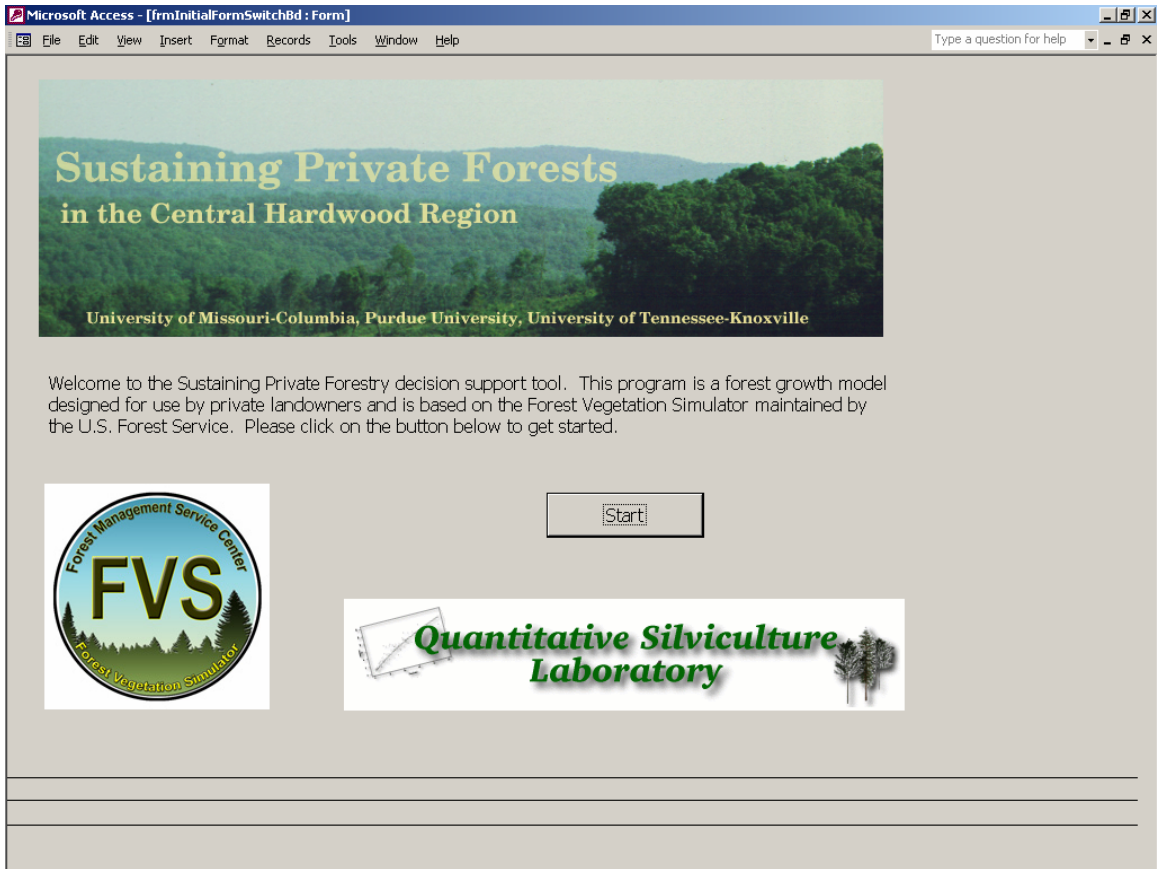 Microsoft Access - [frmInitialFormSwitchBd : Form]
File Edit View Insert Format Records Tools Window Help Type a question for help
Sustaining Private Forests
in the Central Hardwood Region
University of Missouri-Columbia, Purdue University, University of Tennessee-Knoxville
Welcome to the Sustaining Private Forestry decision support tool.  This program is a forest growth model
designed for use by private landowners and is based on the Forest Vegetation Simulator maintained by
the U.S. Forest Service.  Please click on the button below to get started.
Start
Forest Management Service Center
FVS
Forest Vegetation Simulator
Quantitative Silviculture
Laboratory